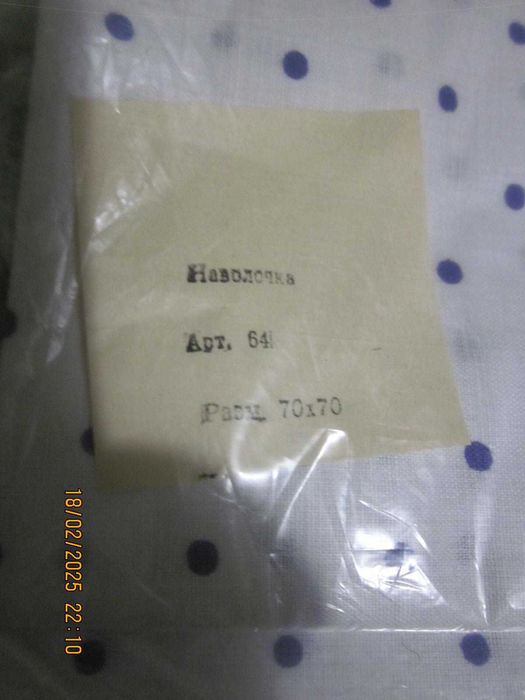 Наволочка
Арт. 64
Разм. 70х70
18/02/2025 22:10